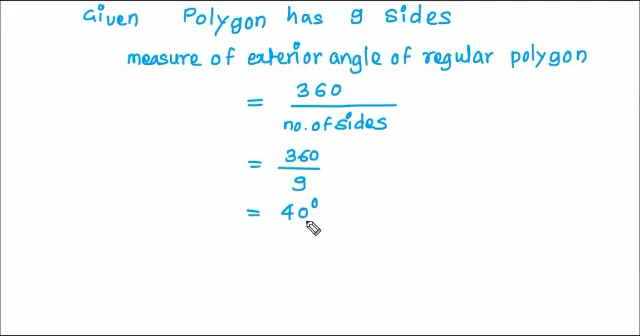 Given Polygon has 9 sides
measure of exterior angle of regular polygon
= 360
no. of sides
= 360
9
= 40°